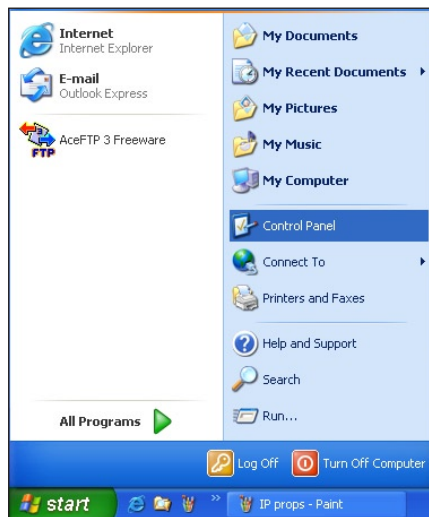 Internet
Internet Explorer
E-mail
Outlook Express
FTP
AceFTP 3 Freeware
All Programs
My Documents
My Recent Documents
My Pictures
My Music
My Computer
Control Panel
Connect To
Printers and Faxes
Help and Support
Search
Run...
Log Off
Turn Off Computer
start
IP props - Paint